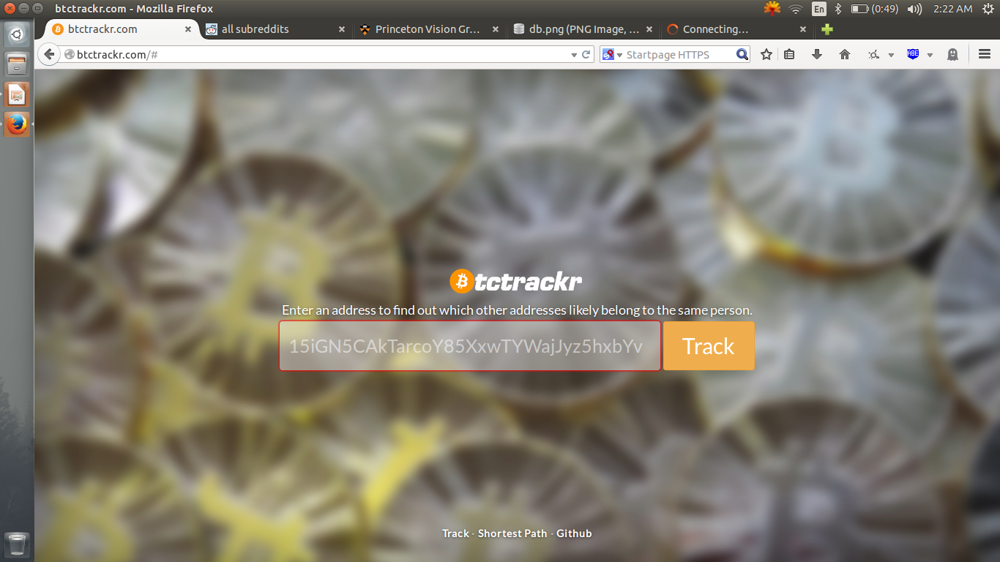 btctrackr.com - Mozilla Firefox
En
(0:49)
2:22 AM
btctrackr.com
all subreddits
Princeton Vision Gr...
db.png (PNG Image, ...
Connecting...
btctrackr.com/#
Startpage HTTPS
ABE
tctrackr
Enter an address to find out which other addresses likely belong to the same person.
15iGN5CAkTarcoY85XxwTYWajJyz5hxbYv
Track
Track · Shortest Path · Github